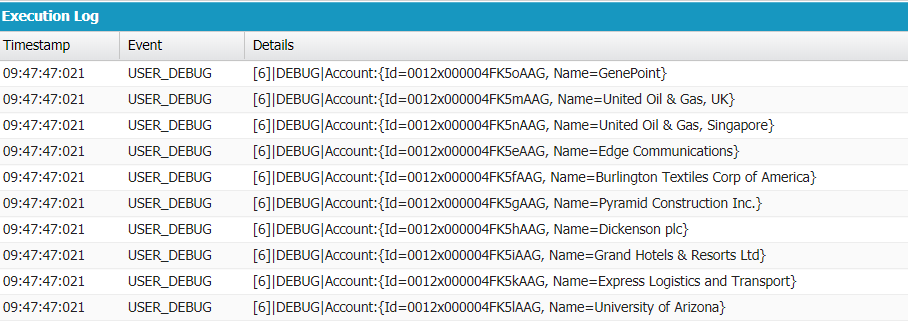 Execution Log
Timestamp Event Details
09:47:47:021 USER_DEBUG [6]|DEBUG|Account:{Id=0012x000004FK5oAAG, Name=GenePoint}
09:47:47:021 USER_DEBUG [6]|DEBUG|Account:{Id=0012x000004FK5mAAG, Name=United Oil & Gas, UK}
09:47:47:021 USER_DEBUG [6]|DEBUG|Account:{Id=0012x000004FK5nAAG, Name=United Oil & Gas, Singapore}
09:47:47:021 USER_DEBUG [6]|DEBUG|Account:{Id=0012x000004FK5eAAG, Name=Edge Communications}
09:47:47:021 USER_DEBUG [6]|DEBUG|Account:{Id=0012x000004FK5fAAG, Name=Burlington Textiles Corp of America}
09:47:47:021 USER_DEBUG [6]|DEBUG|Account:{Id=0012x000004FK5gAAG, Name=Pyramid Construction Inc.}
09:47:47:021 USER_DEBUG [6]|DEBUG|Account:{Id=0012x000004FK5hAAG, Name=Dickenson plc}
09:47:47:021 USER_DEBUG [6]|DEBUG|Account:{Id=0012x000004FK5iAAG, Name=Grand Hotels & Resorts Ltd}
09:47:47:021 USER_DEBUG [6]|DEBUG|Account:{Id=0012x000004FK5kAAG, Name=Express Logistics and Transport}
09:47:47:021 USER_DEBUG [6]|DEBUG|Account:{Id=0012x000004FK5lAAG, Name=University of Arizona}